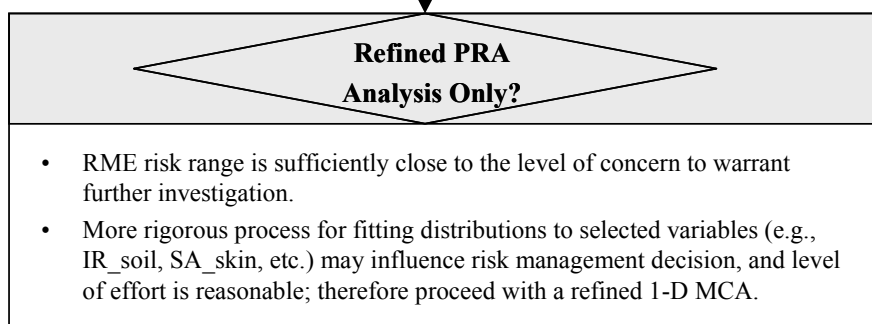 Refined PRA
Analysis Only?
• RME risk range is sufficiently close to the level of concern to warrant
further investigation.
• More rigorous process for fitting distributions to selected variables (e.g.,
IR_soil, SA_skin, etc.) may influence risk management decision, and level
of effort is reasonable; therefore proceed with a refined 1-D MCA.